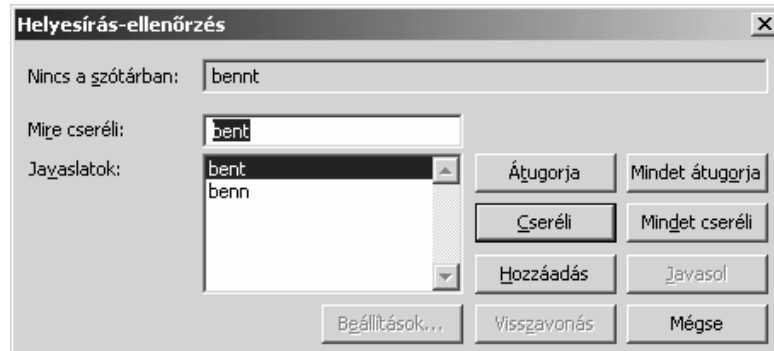 Helyesírás-ellenőrzés
Nincs a szótárban: bennt
Mire cseréli: bent
Javaslatok: bent
benn
Átugorja Mindet átugorja
Cseréli Mindet cseréli
Hozzáadás Javasol
Beállítások... Visszavonás Mégse